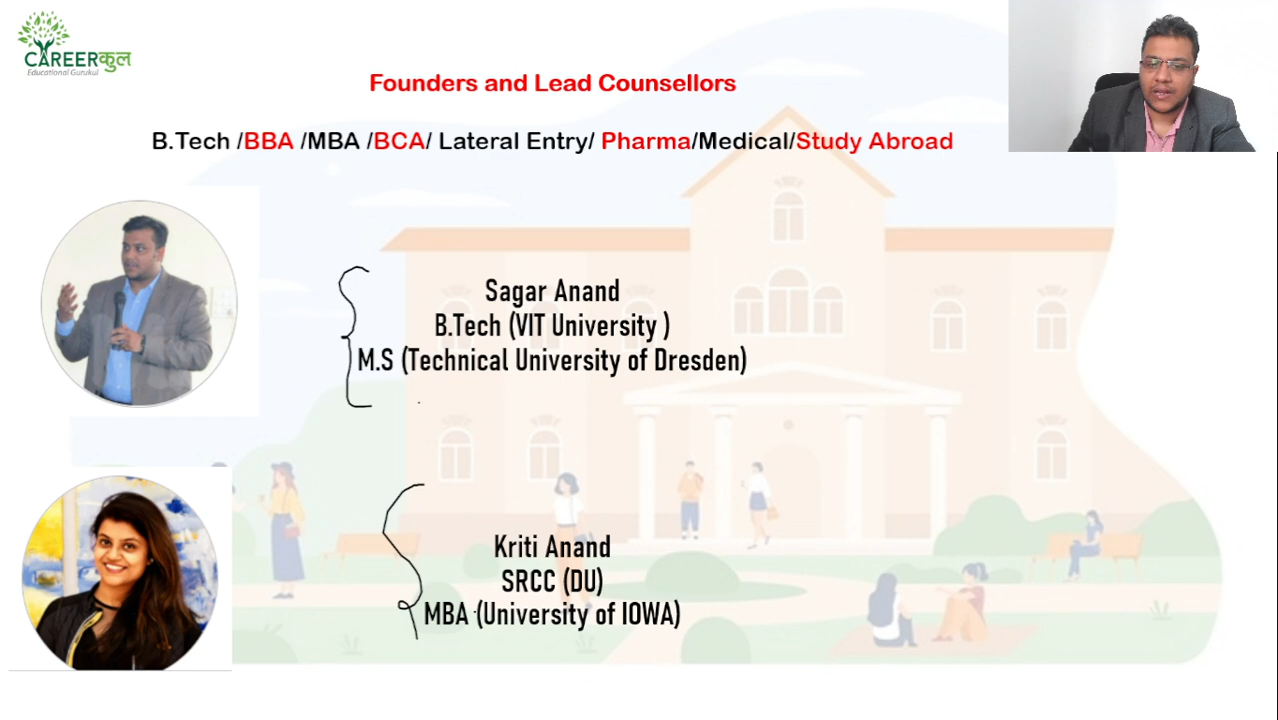 CAREERकुल
Educational Gurukul
Founders and Lead Counsellors
B.Tech /BBA /MBA /BCA/ Lateral Entry/ Pharma/Medical/Study Abroad
Sagar Anand
B.Tech (VIT University )
M.S (Technical University of Dresden)
Kriti Anand
SRCC (DU)
MBA (University of IOWA)